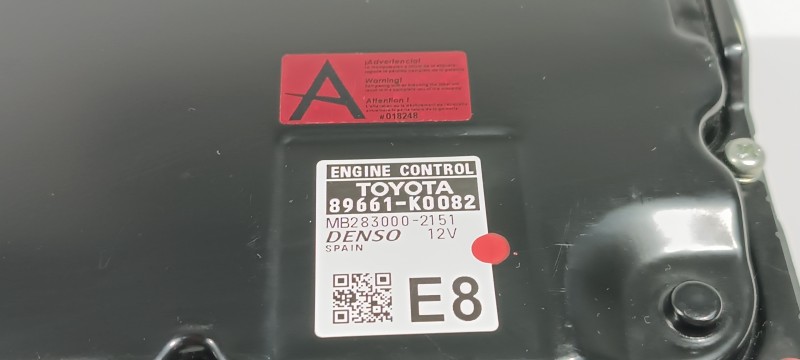 ¡Advertencia!
Warning!
Attention !
#018248
A
ENGINE CONTROL
TOYOTA
89661-K0082
MB283000-2151
DENSO 12V
SPAIN
E8